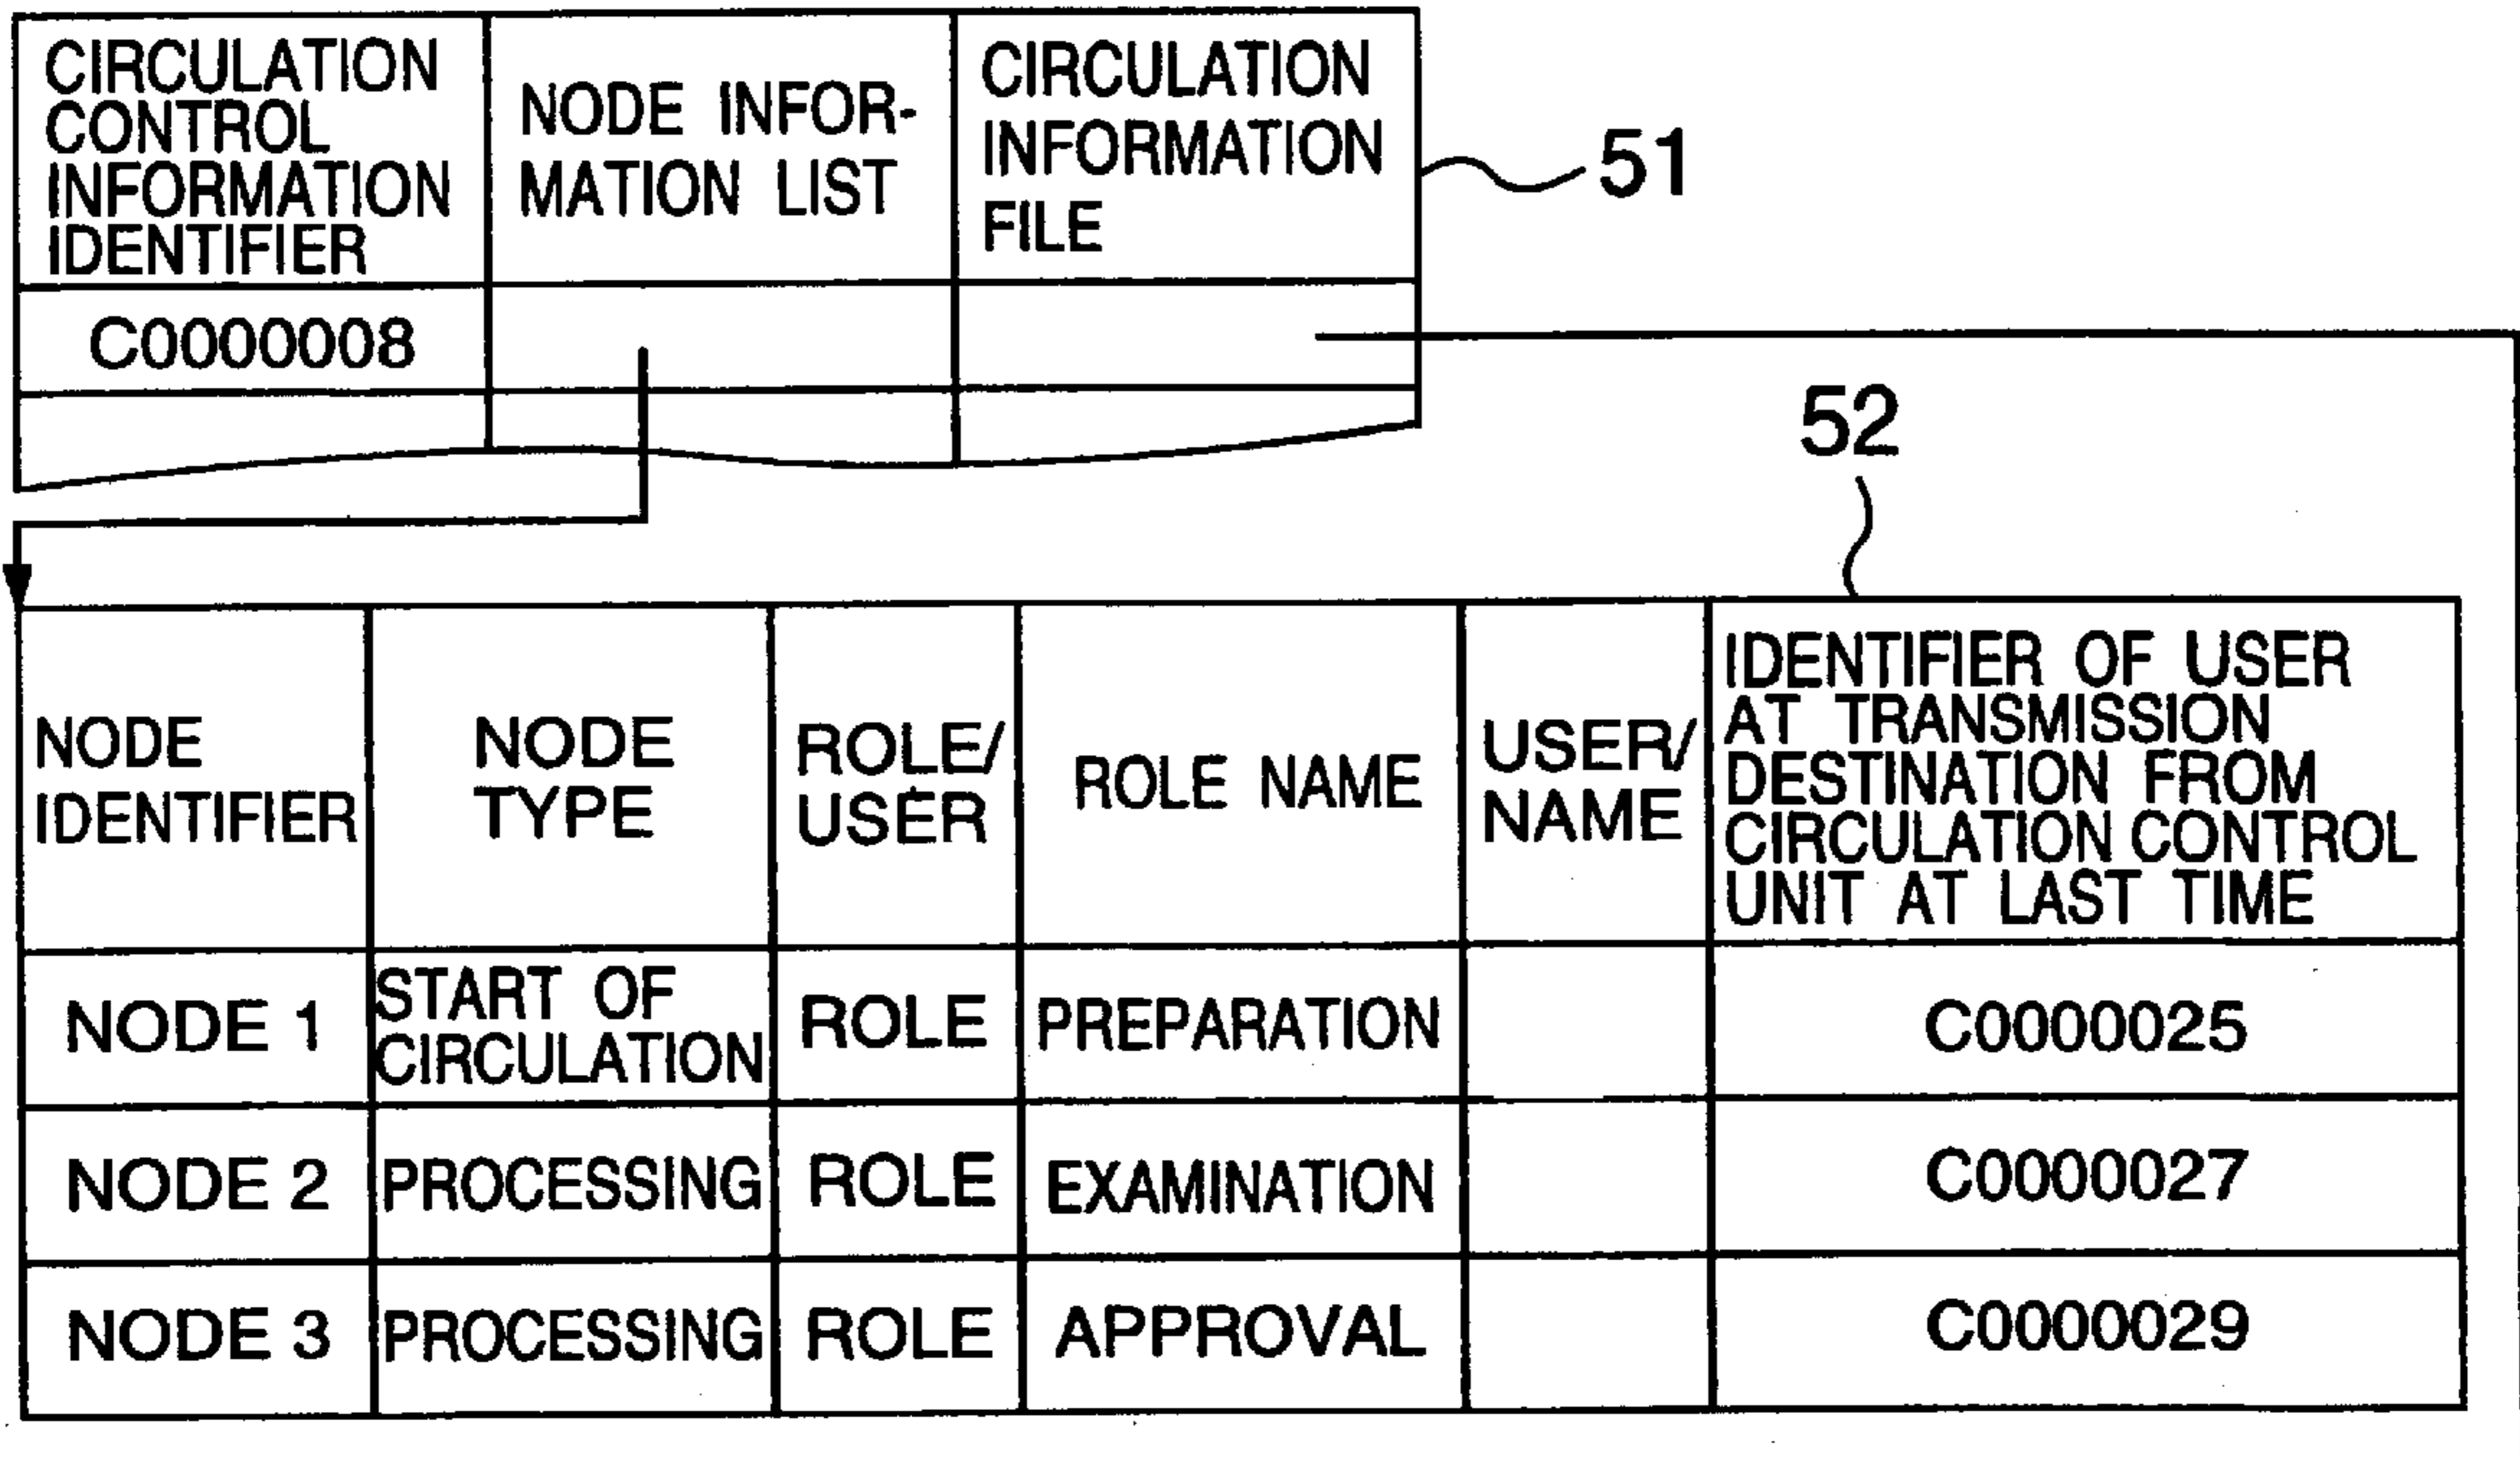 CIRCULATION
CONTROL
INFORMATION
IDENTIFIER
NODE INFOR-
MATION LIST
CIRCULATION
INFORMATION
FILE
51
C0000008
52
NODE
IDENTIFIER
NODE
TYPE
ROLE/
USER
ROLE NAME
USER/
NAME
IDENTIFIER OF USER
AT TRANSMISSION
DESTINATION FROM
CIRCULATION CONTROL
UNIT AT LAST TIME
NODE 1
START OF
CIRCULATION
ROLE
PREPARATION
C0000025
NODE 2
PROCESSING
ROLE
EXAMINATION
C0000027
NODE 3
PROCESSING
ROLE
APPROVAL
C0000029